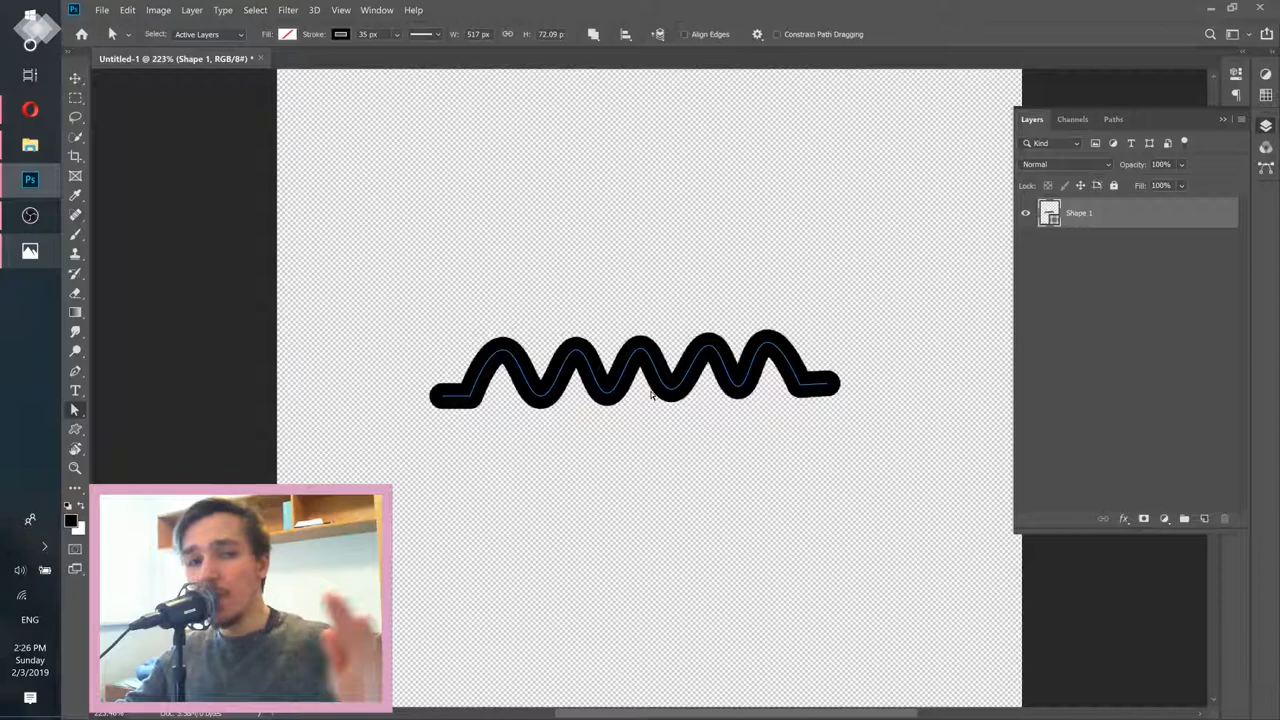 File Edit Image Layer Type Select Filter 3D View Window Help
Select: Active Layers Fill: Stroke: 35 px W: 517 px H: 72.09 p: Align Edges Constrain Path Dragging
Untitled-1 @ 223% (Shape 1, RGB/8#) *
Layers Channels Paths
Kind
Normal Opacity: 100%
Lock: Fill: 100%
Shape 1
fx
ENG
2:26 PM
Sunday
2/3/2019